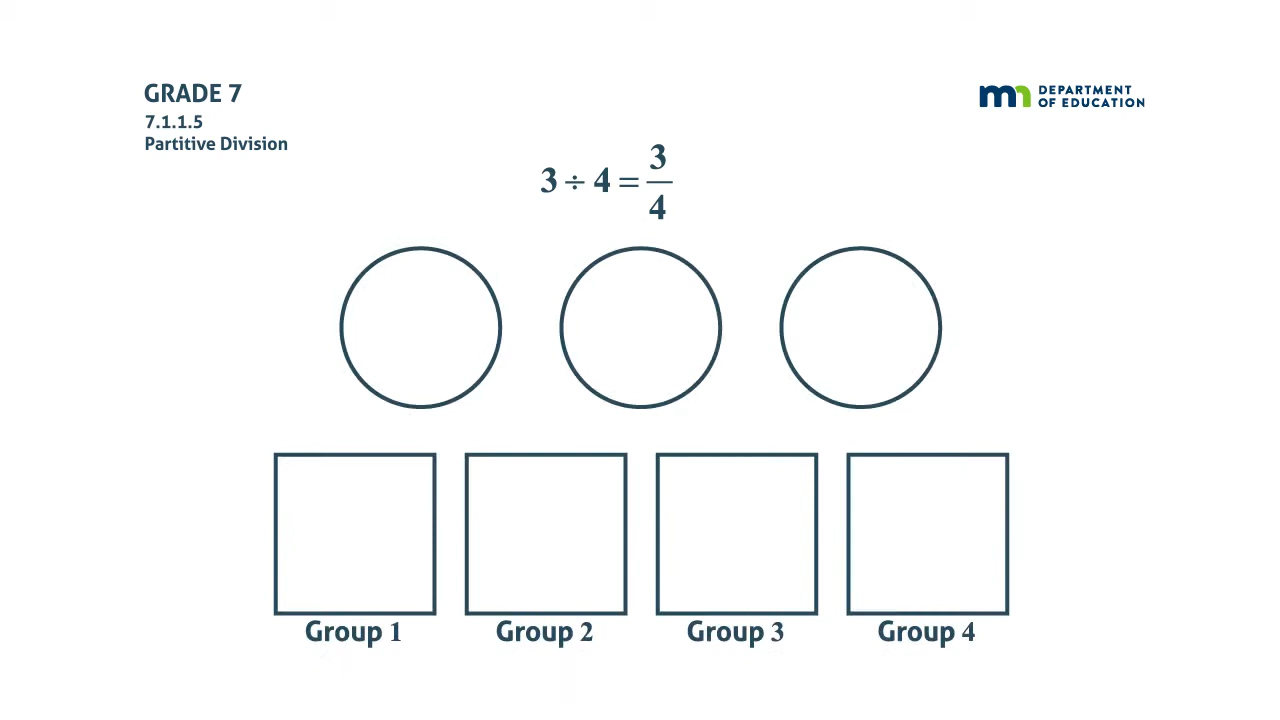 GRADE 7
7.1.1.5
Partitive Division
mn DEPARTMENT
OF EDUCATION
3 ÷ 4 = 3/4
Group 1 Group 2 Group 3 Group 4